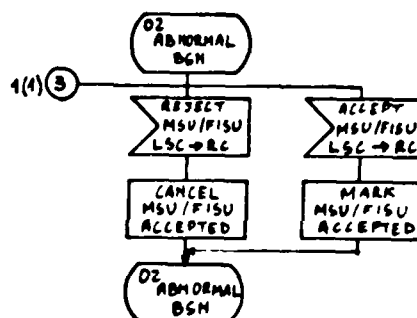 02
ABNORMAL
BSN
1(1) 3
REJECT
MSU/FISU
LSC → RC
ACCEPT
MSU/FISU
LSC → RC
CANCEL
MSU/FISU
ACCEPTED
MARK
MSU/FISU
ACCEPTED
02
ABNORMAL
BSN